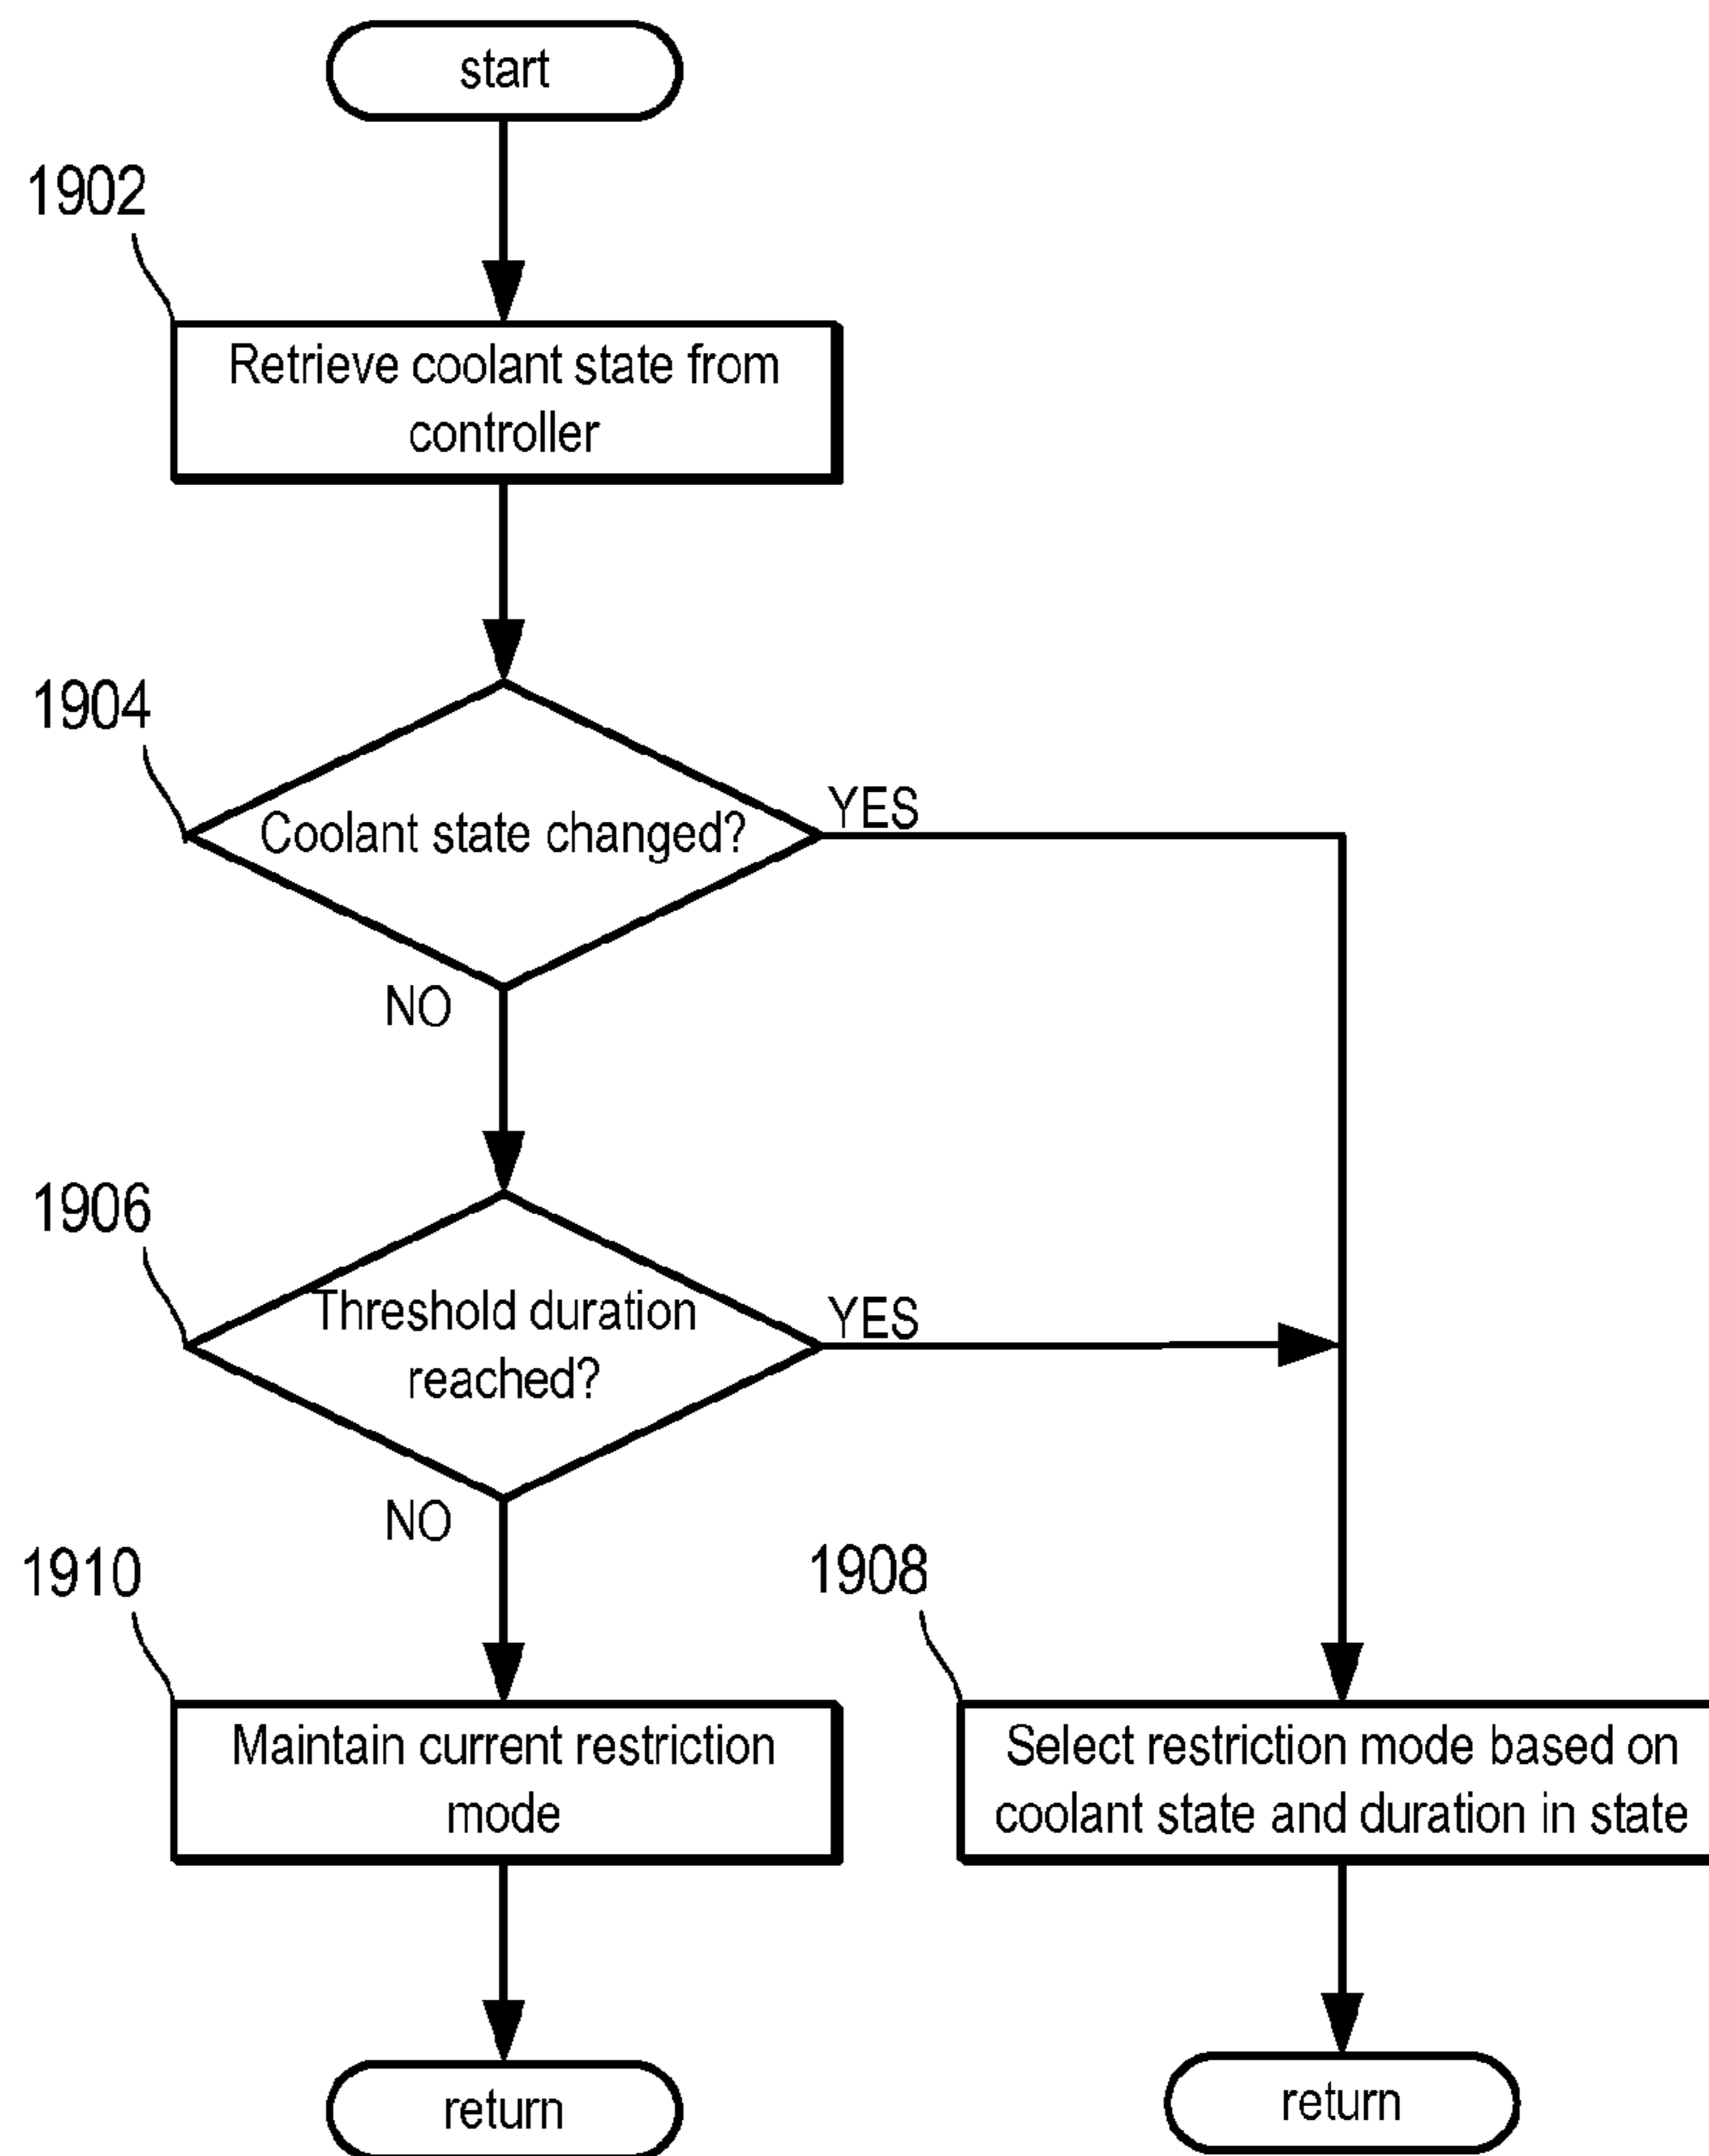 start
1902
Retrieve coolant state from
controller
1904
Coolant state changed?
YES
NO
1906
Threshold duration
reached?
YES
NO
1910
1908
Maintain current restriction
mode
Select restriction mode based on
coolant state and duration in state
return
return